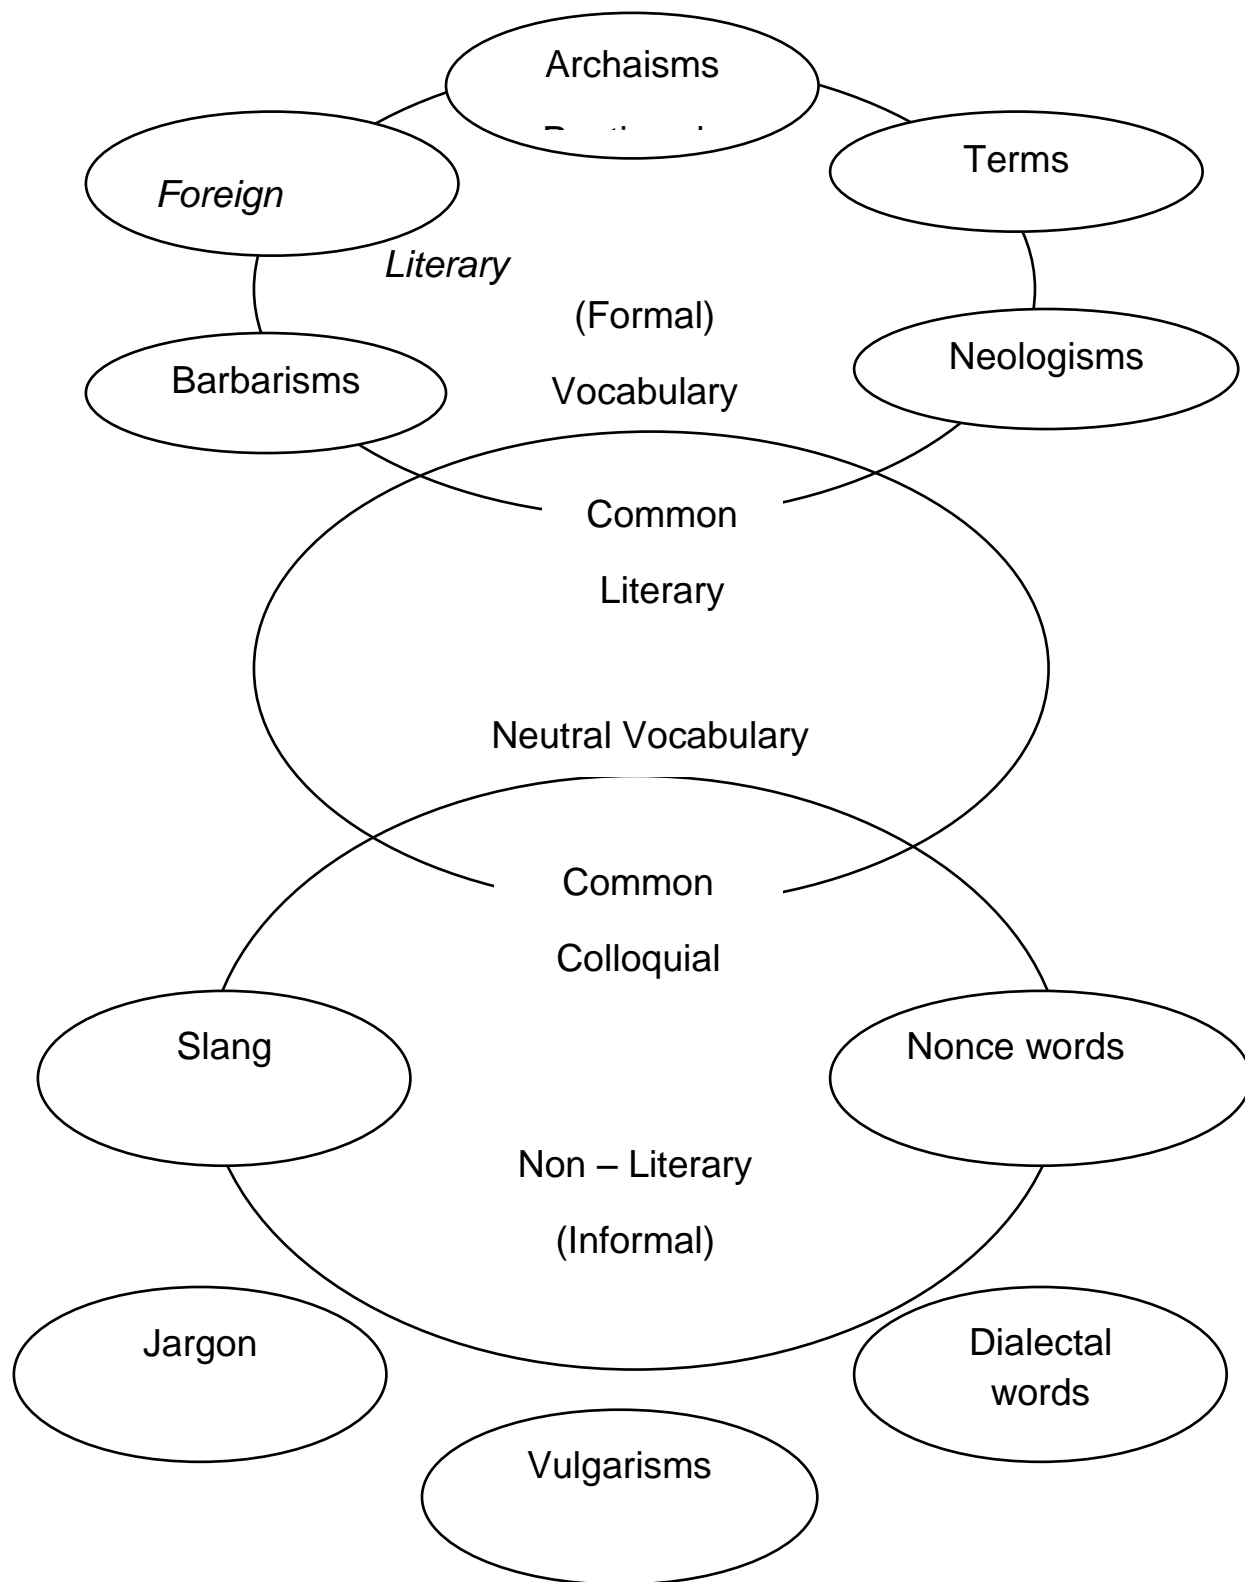 Archaisms
Terms
Foreign
Literary
(Formal)
Neologisms
Barbarisms
Vocabulary
Common
Literary
Neutral Vocabulary
Common
Colloquial
Slang
Nonce words
Non – Literary
(Informal)
Jargon
Dialectal
words
Vulgarisms